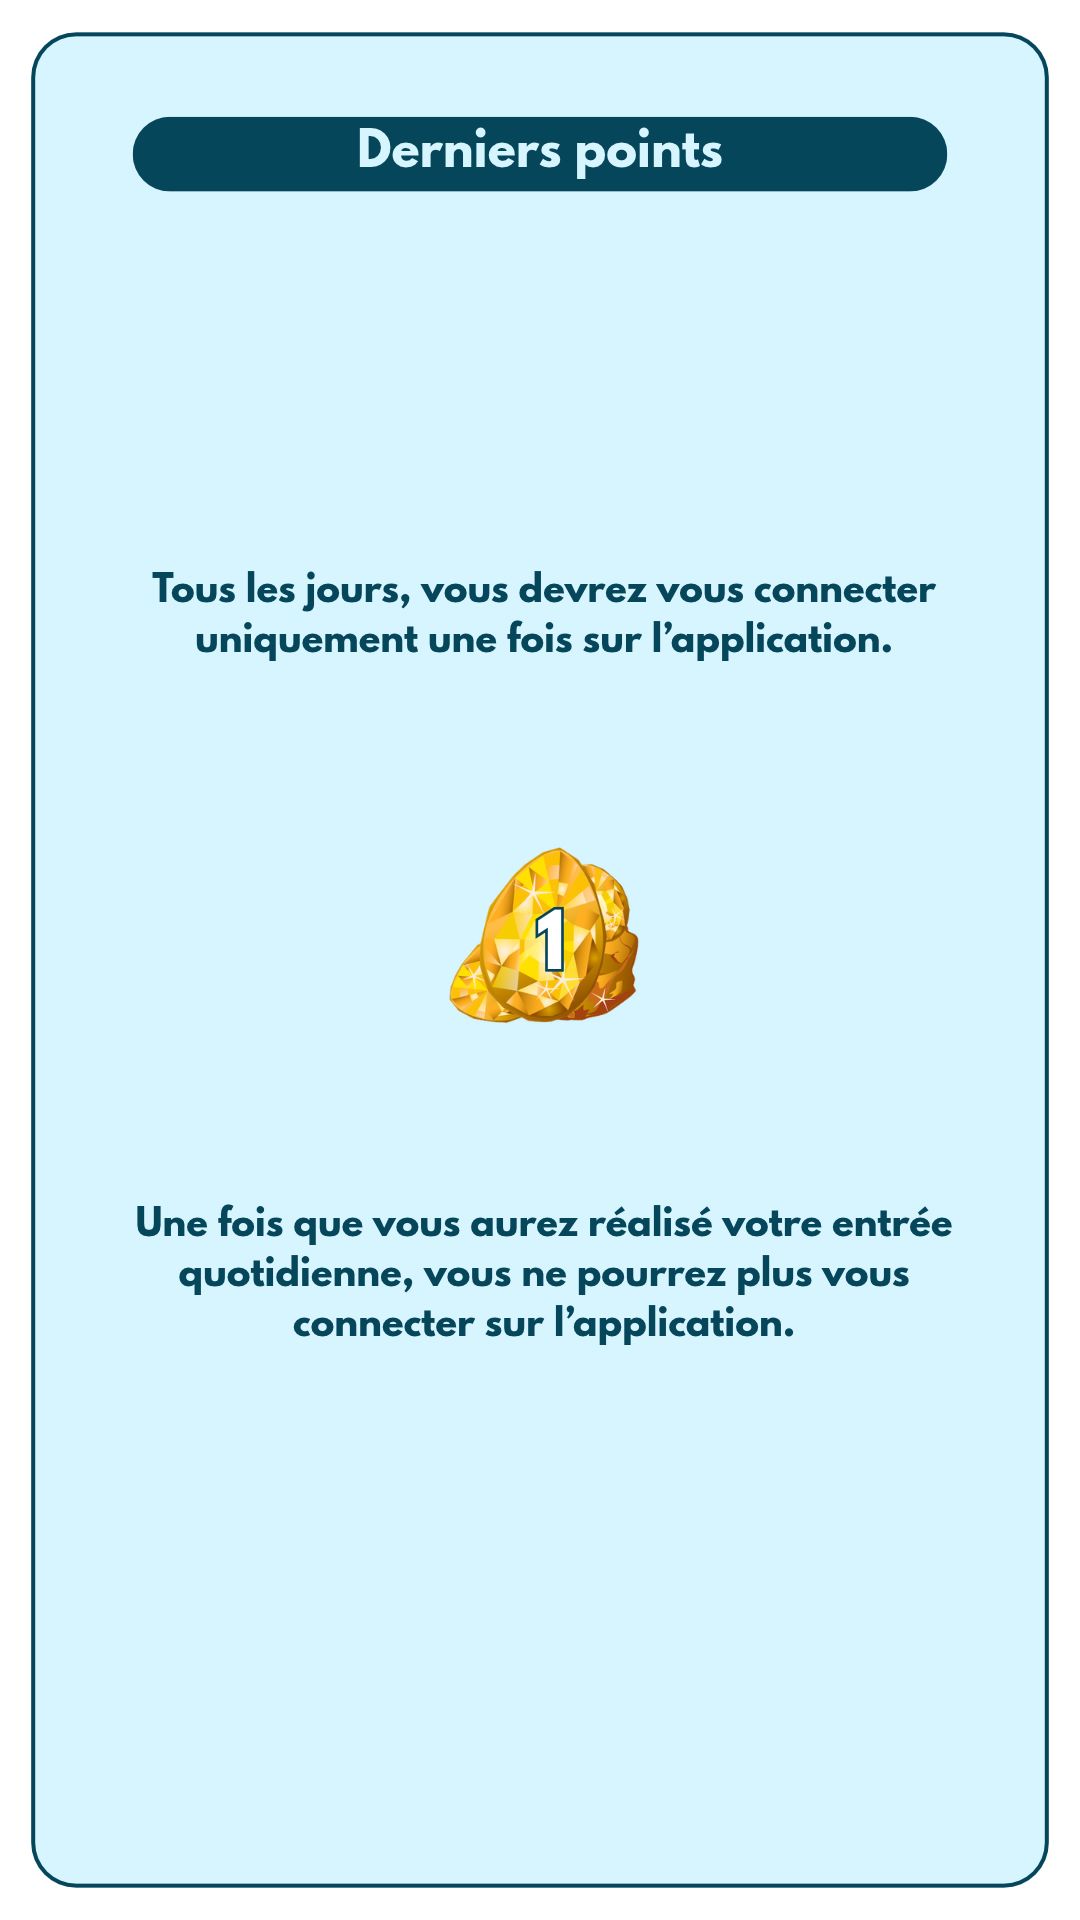 Derniers points
Tous les jours, vous devrez vous connecter
uniquement une fois sur l’application.
1
Une fois que vous aurez réalisé votre entrée
quotidienne, vous ne pourrez plus vous
connecter sur l’application.